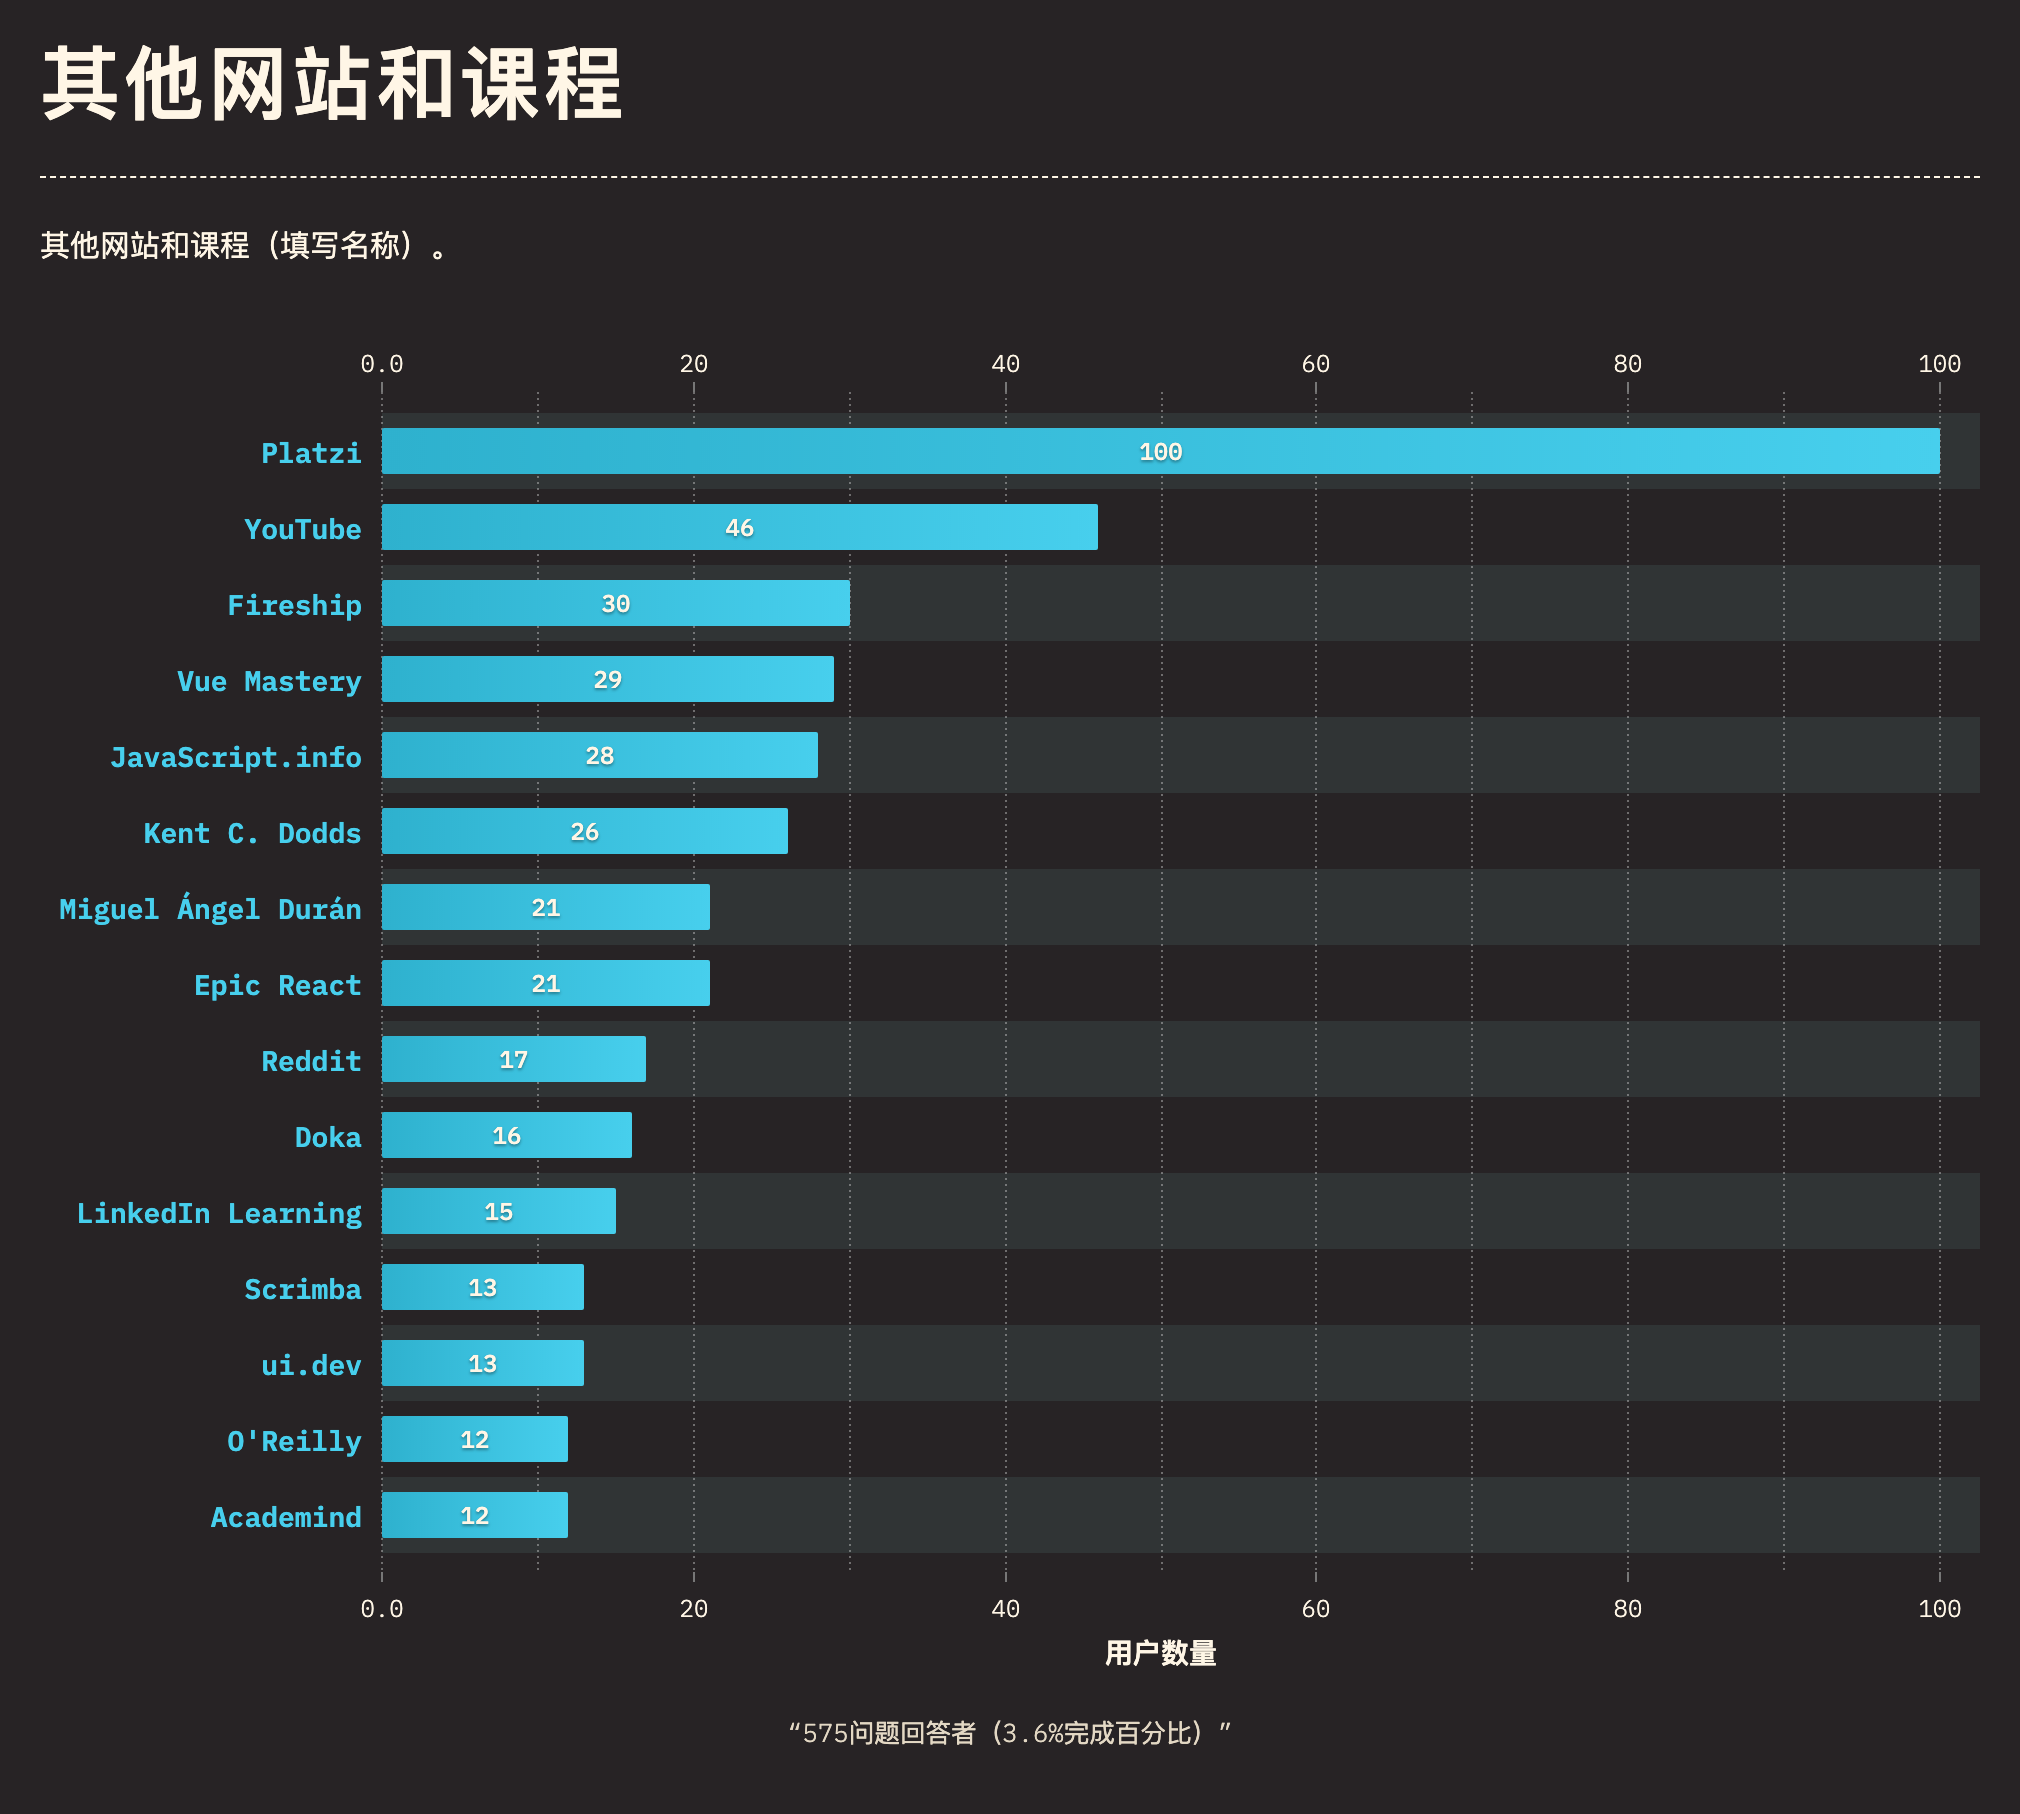 其他网站和课程
其他网站和课程（填写名称）。
0.0 20 40 60 80 100
Platzi 100
YouTube 46
Fireship 30
Vue Mastery 29
JavaScript.info 28
Kent C. Dodds 26
Miguel Ángel Durán 21
Epic React 21
Reddit 17
Doka 16
LinkedIn Learning 15
Scrimba 13
ui.dev 13
O'Reilly 12
Academind 12
0.0 20 40 60 80 100
用户数量
“575问题回答者（3.6%完成百分比）”